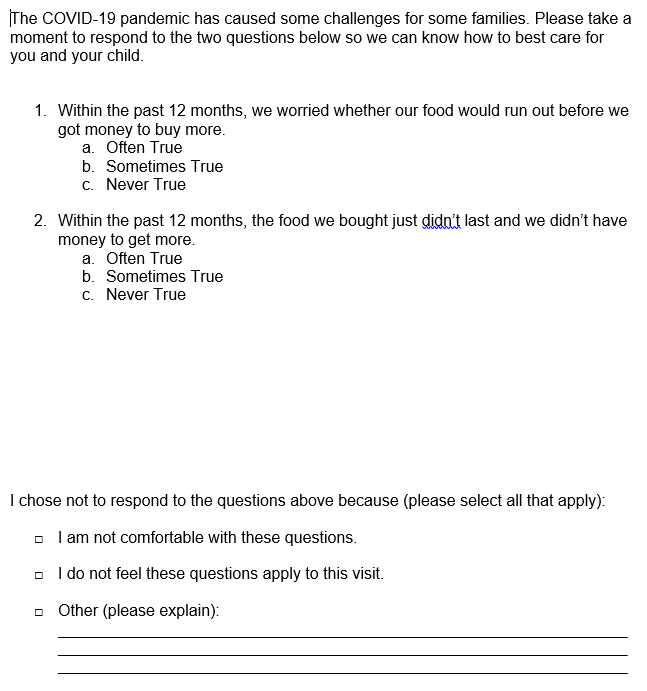 The COVID-19 pandemic has caused some challenges for some families. Please take a
moment to respond to the two questions below so we can know how to best care for
you and your child.
1. Within the past 12 months, we worried whether our food would run out before we
got money to buy more.
a. Often True
b. Sometimes True
c. Never True
2. Within the past 12 months, the food we bought just didn’t last and we didn’t have
money to get more.
a. Often True
b. Sometimes True
c. Never True
I chose not to respond to the questions above because (please select all that apply):
I am not comfortable with these questions.
I do not feel these questions apply to this visit.
Other (please explain):